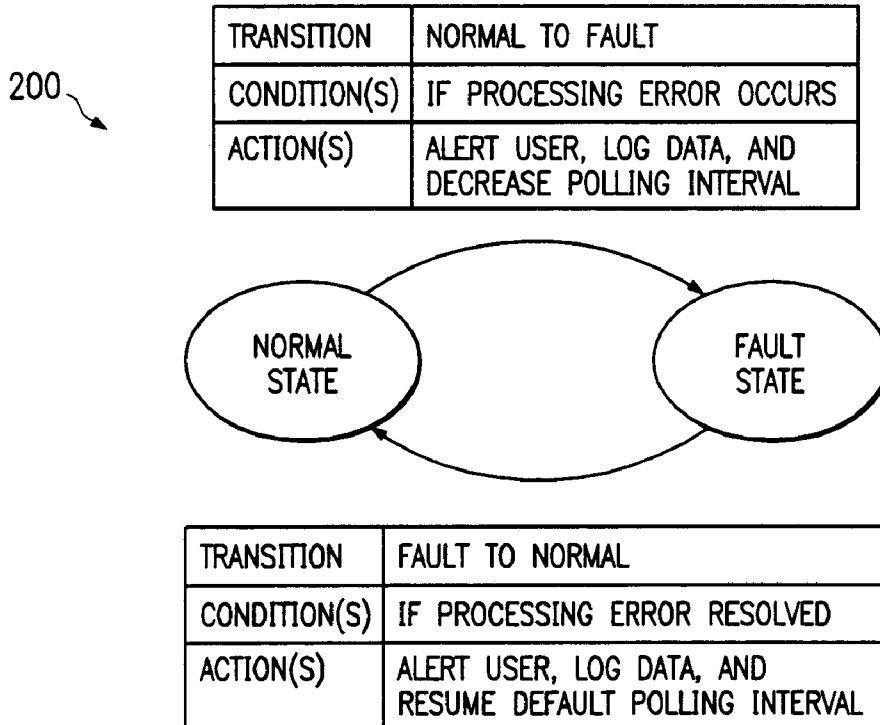 200
TRANSITION NORMAL TO FAULT
CONDITION(S) IF PROCESSING ERROR OCCURS
ACTION(S) ALERT USER, LOG DATA, AND
DECREASE POLLING INTERVAL
NORMAL
STATE
FAULT
STATE
TRANSITION FAULT TO NORMAL
CONDITION(S) IF PROCESSING ERROR RESOLVED
ACTION(S) ALERT USER, LOG DATA, AND
RESUME DEFAULT POLLING INTERVAL